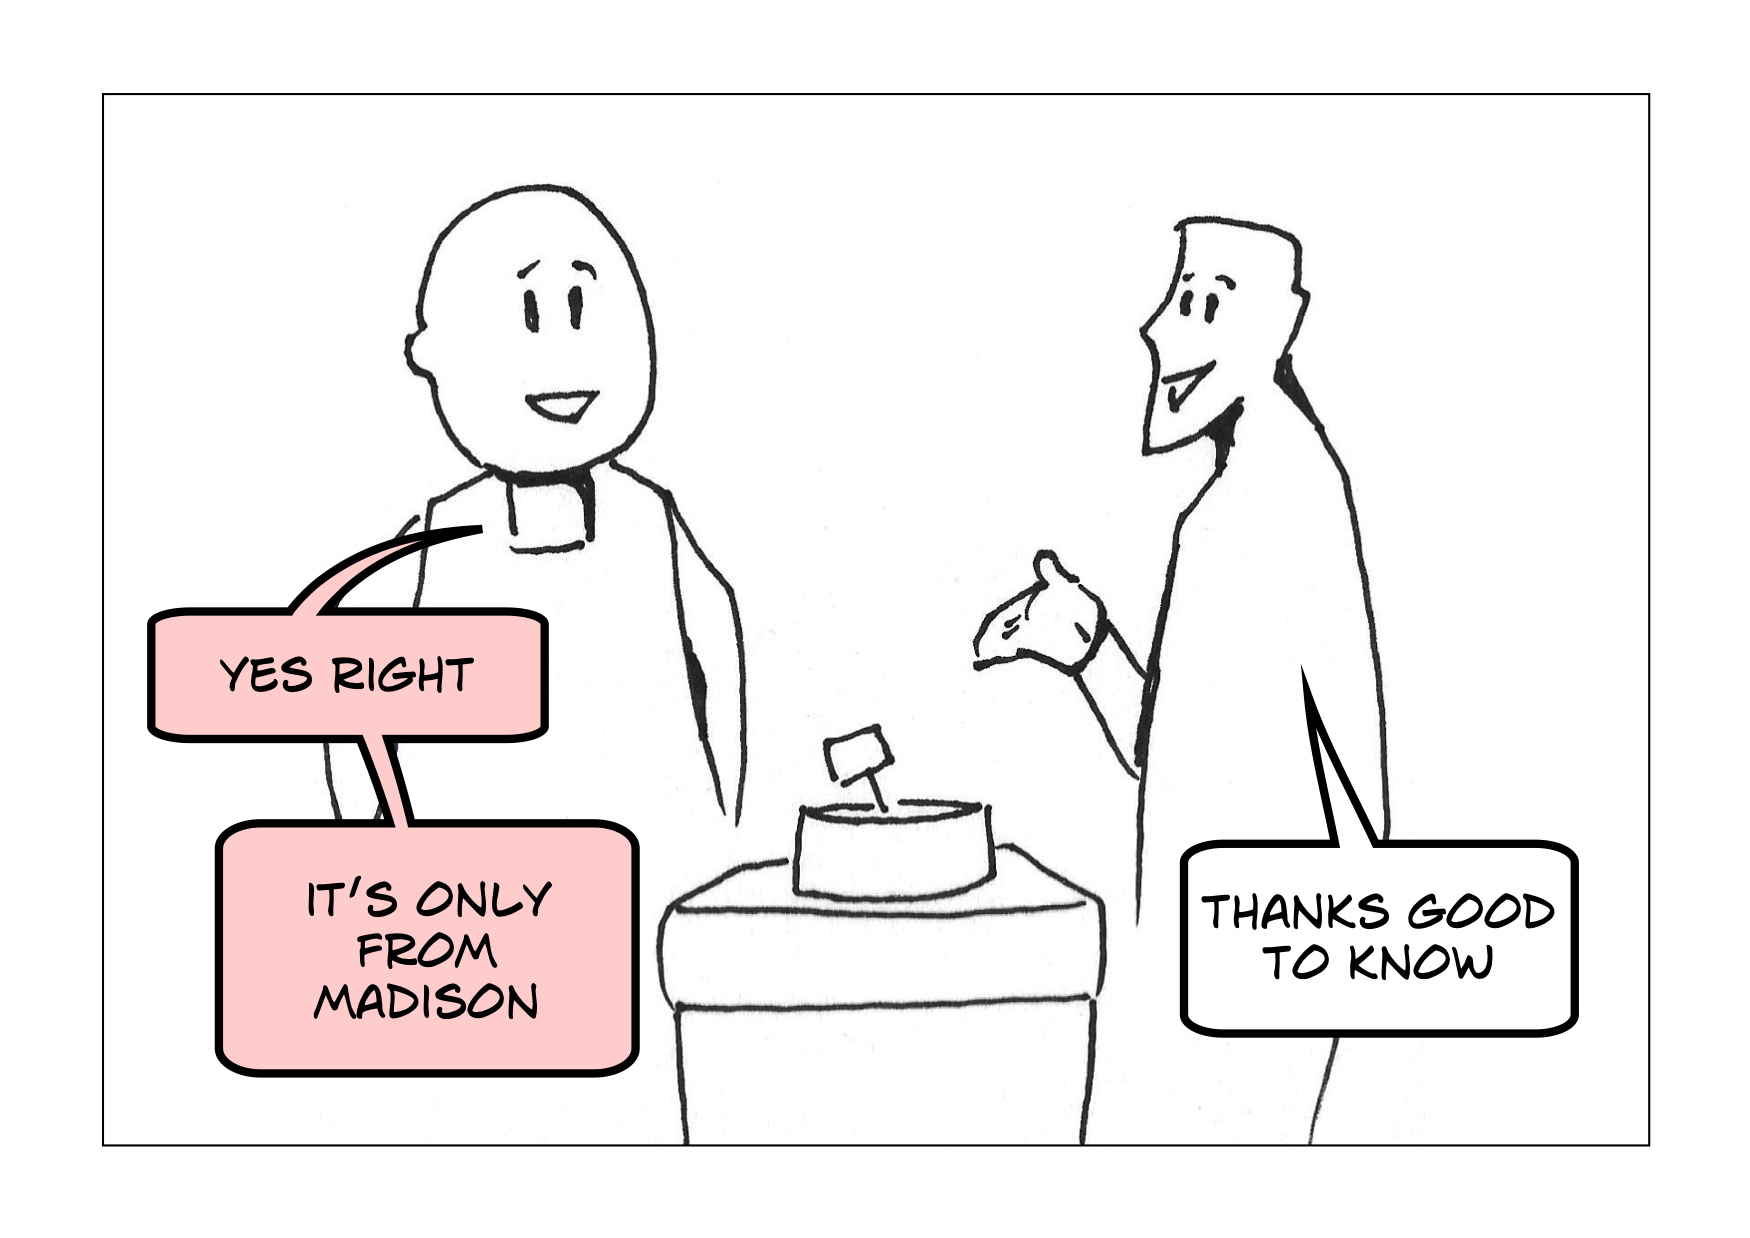 YES RIGHT
IT'S ONLY
FROM
MADISON
THANKS GOOD
TO KNOW